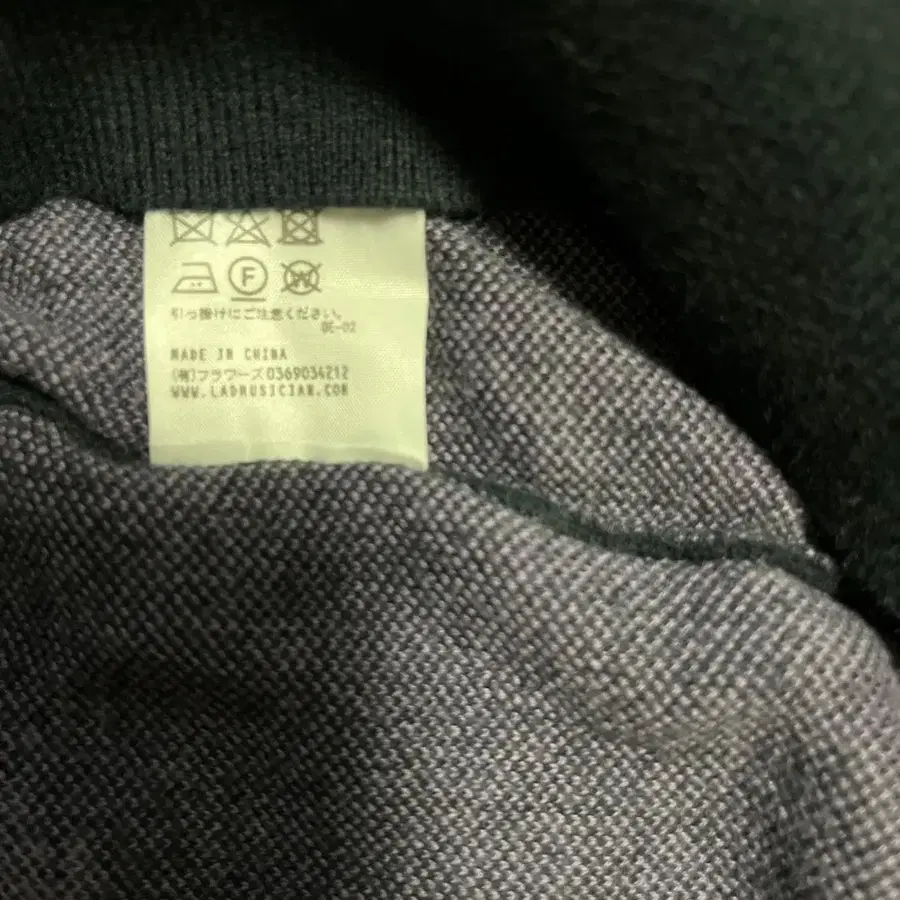 F W
引っ掛けにご注意ください。
DE-02
MADE IN CHINA
(有)フラワーズ0369034212
WWW.LADMUSICIAN.COM